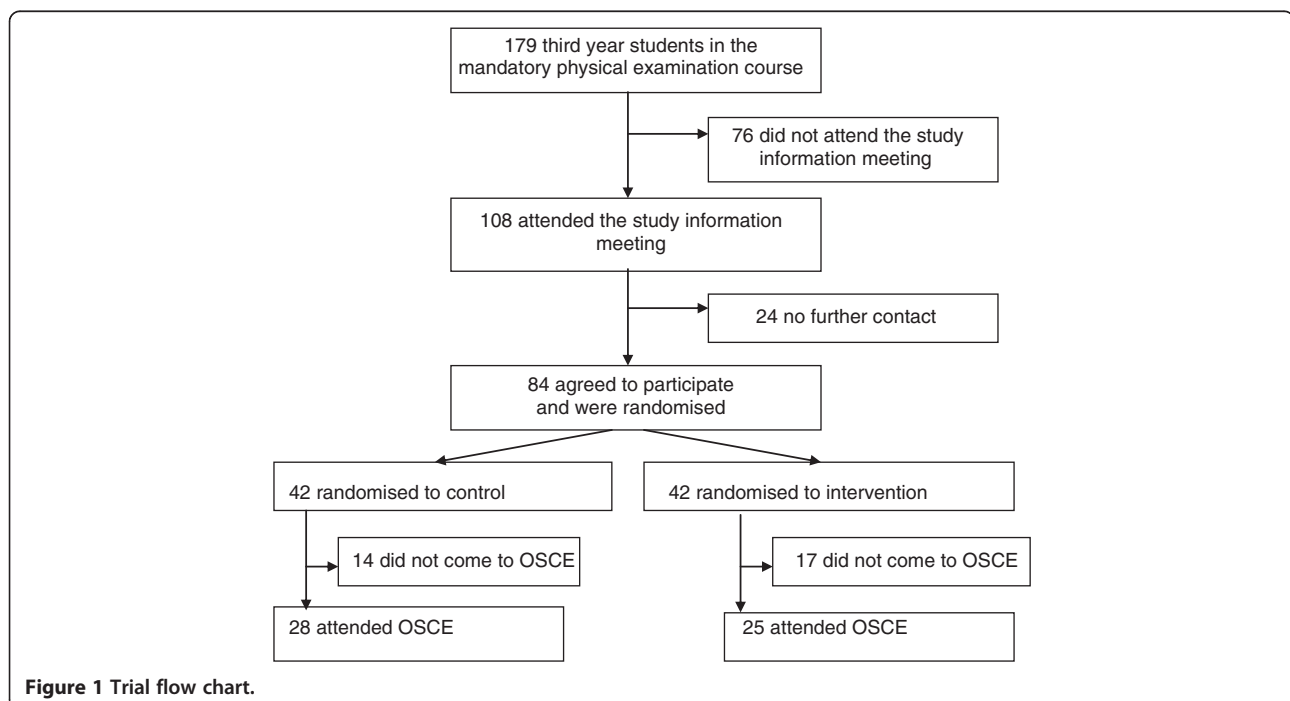 179 third year students in the
mandatory physical examination course
76 did not attend the study
information meeting
108 attended the study information
meeting
24 no further contact
84 agreed to participate
and were randomised
42 randomised to control
42 randomised to intervention
14 did not come to OSCE
17 did not come to OSCE
28 attended OSCE
25 attended OSCE
Figure 1 Trial flow chart.